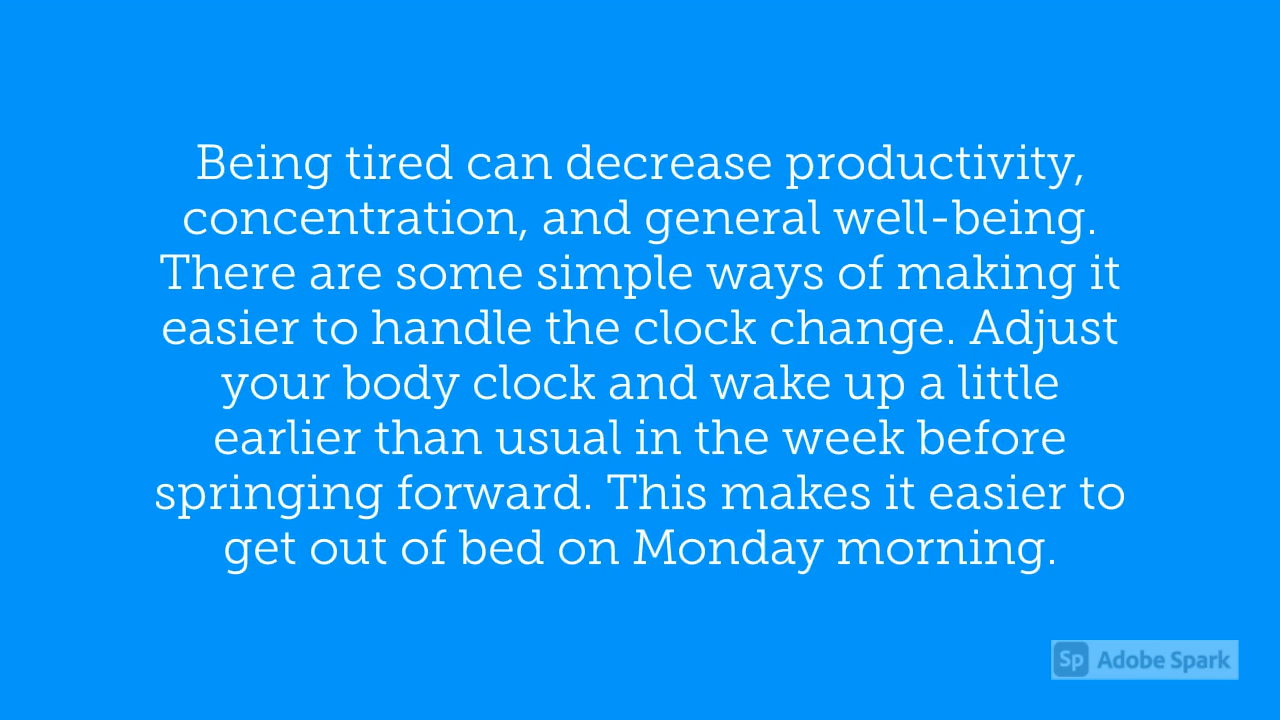 Being tired can decrease productivity,
concentration, and general well-being.
There are some simple ways of making it
easier to handle the clock change. Adjust
your body clock and wake up a little
earlier than usual in the week before
springing forward. This makes it easier to
get out of bed on Monday morning.
Sp Adobe Spark